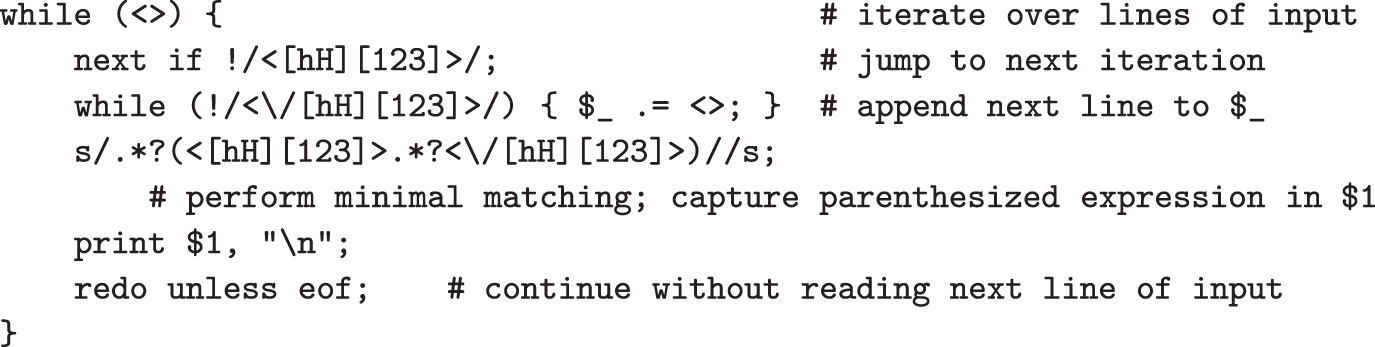 while (<>) {                                # iterate over lines of input
    next if !/<[hH][123]>/;                 # jump to next iteration
    while (!/<\/[hH][123]>/) { $_ .= <>; }  # append next line to $_
    s/.*?(<[hH][123]>.*?<\/[hH][123]>)//s;
        # perform minimal matching; capture parenthesized expression in $1
    print $1, "\n";
    redo unless eof;    # continue without reading next line of input
}